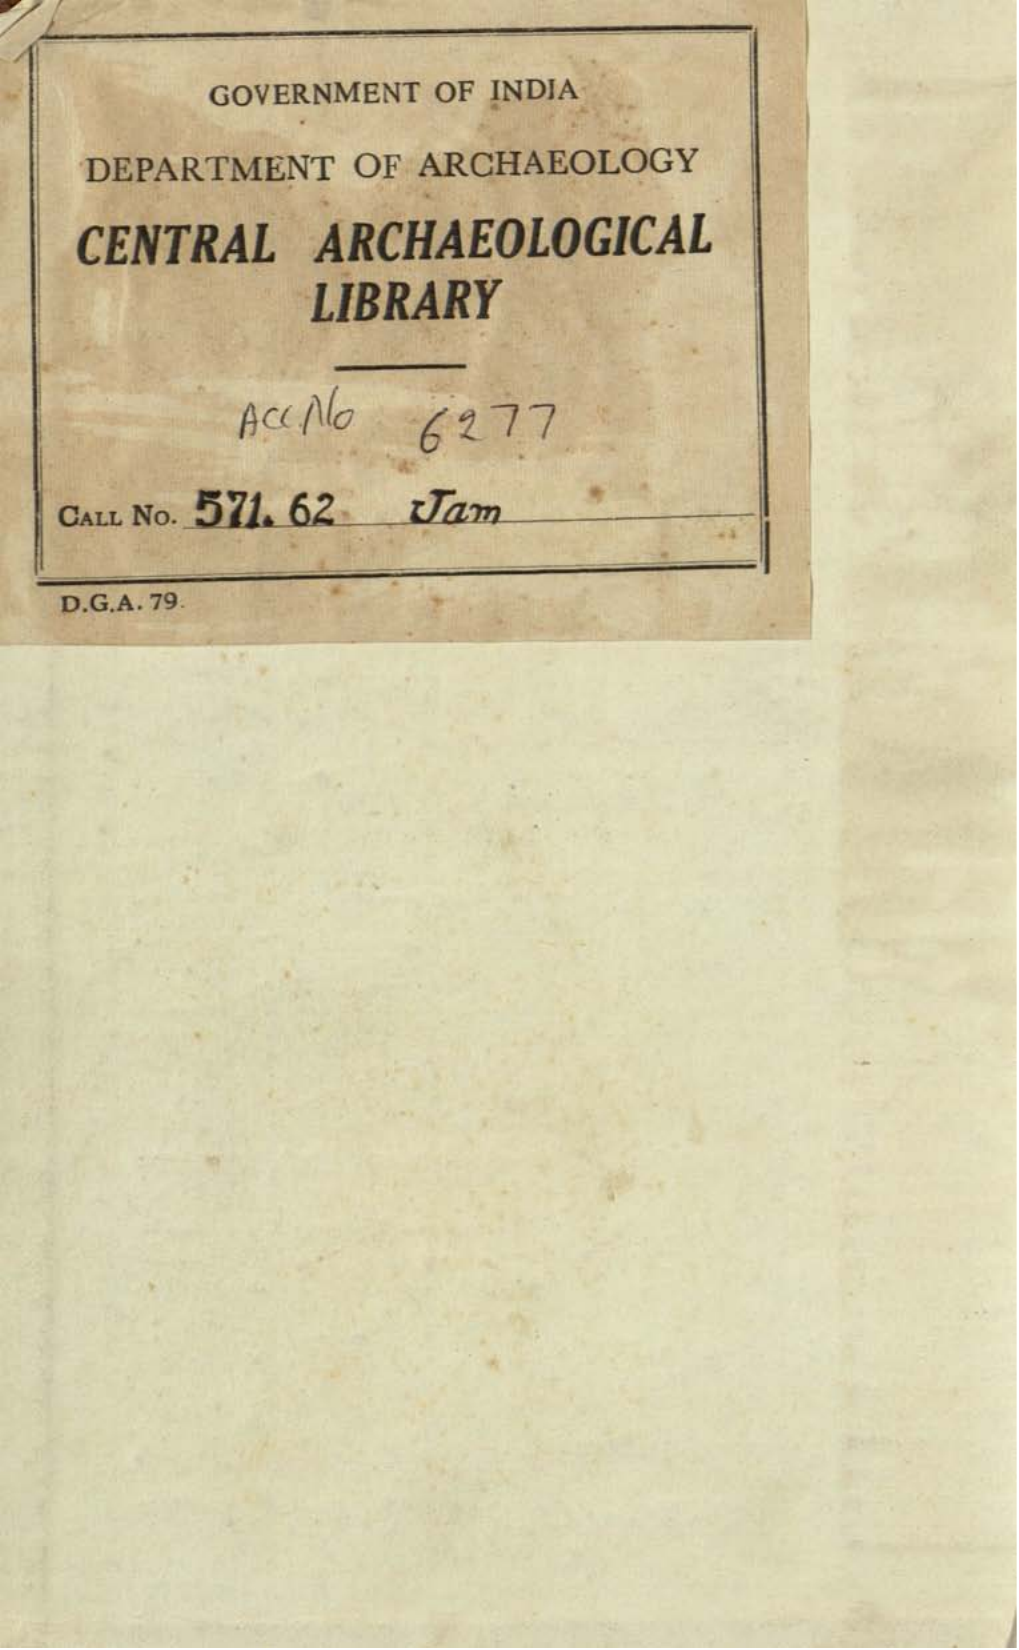 GOVERNMENT OF INDIA
DEPARTMENT OF ARCHAEOLOGY
CENTRAL ARCHAEOLOGICAL
LIBRARY
Acc No 6277
CALL No. 571.62 Jam
D.G.A. 79.